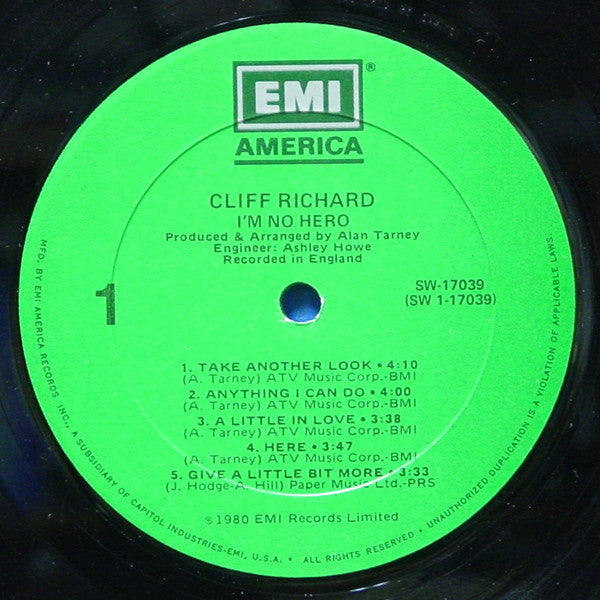 EMI®
AMERICA
CLIFF RICHARD
I'M NO HERO
Produced & Arranged by Alan Tarney
Engineer: Ashley Howe
Recorded in England
1
SW-17039
(SW 1-17039)
1. TAKE ANOTHER LOOK • 4:10
(A. Tarney) ATV Music Corp.-BMI
2. ANYTHING I CAN DO • 4:00
(A. Tarney) ATV Music Corp.-BMI
3. A LITTLE IN LOVE • 3:38
(A. Tarney) ATV Music Corp.-BMI
4. HERE • 3:47
(A. Tarney) ATV Music Corp.-BMI
5. GIVE A LITTLE BIT MORE • 3:33
(J. Hodge-A. Hill) Paper Music Ltd.-PRS
℗1980 EMI Records Limited
MFD. BY EMI AMERICA RECORDS INC., A SUBSIDIARY OF CAPITOL INDUSTRIES-EMI, U.S.A. • ALL RIGHTS RESERVED • UNAUTHORIZED DUPLICATION IS A VIOLATION OF APPLICABLE LAWS.